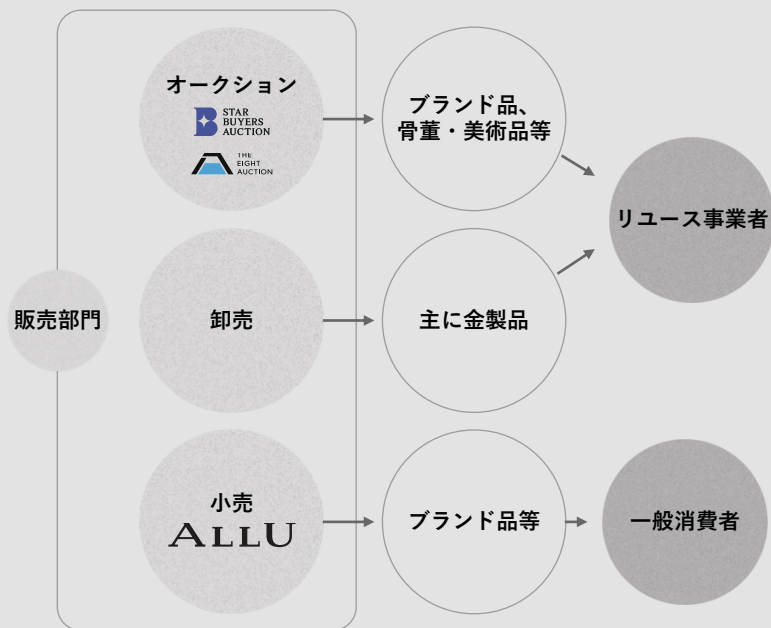 販売部門
オークション
STAR
BUYERS
AUCTION
THE
EIGHT
AUCTION
ブランド品、
骨董・美術品等
リユース事業者
卸売
主に金製品
小売
ALLU
ブランド品等
一般消費者